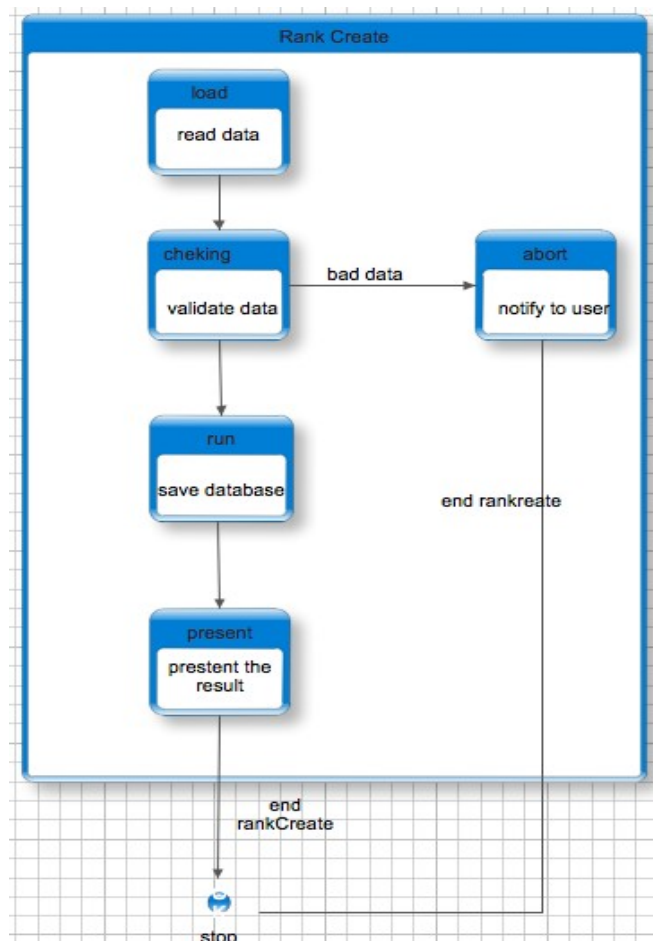 Rank Create
load
read data
cheking
validate data
bad data
abort
notify to user
run
save database
end rankreate
present
prestent the
result
end
rankCreate
stop